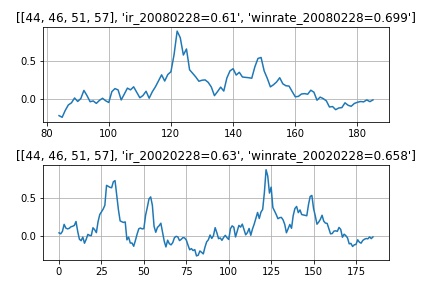 [[44, 46, 51, 57], 'ir_20080228=0.61', 'winrate_20080228=0.699']
0.5
0.0
80 100 120 140 160 180
[[44, 46, 51, 57], 'ir_20020228=0.63', 'winrate_20020228=0.658']
0.5
0.0
0 25 50 75 100 125 150 175